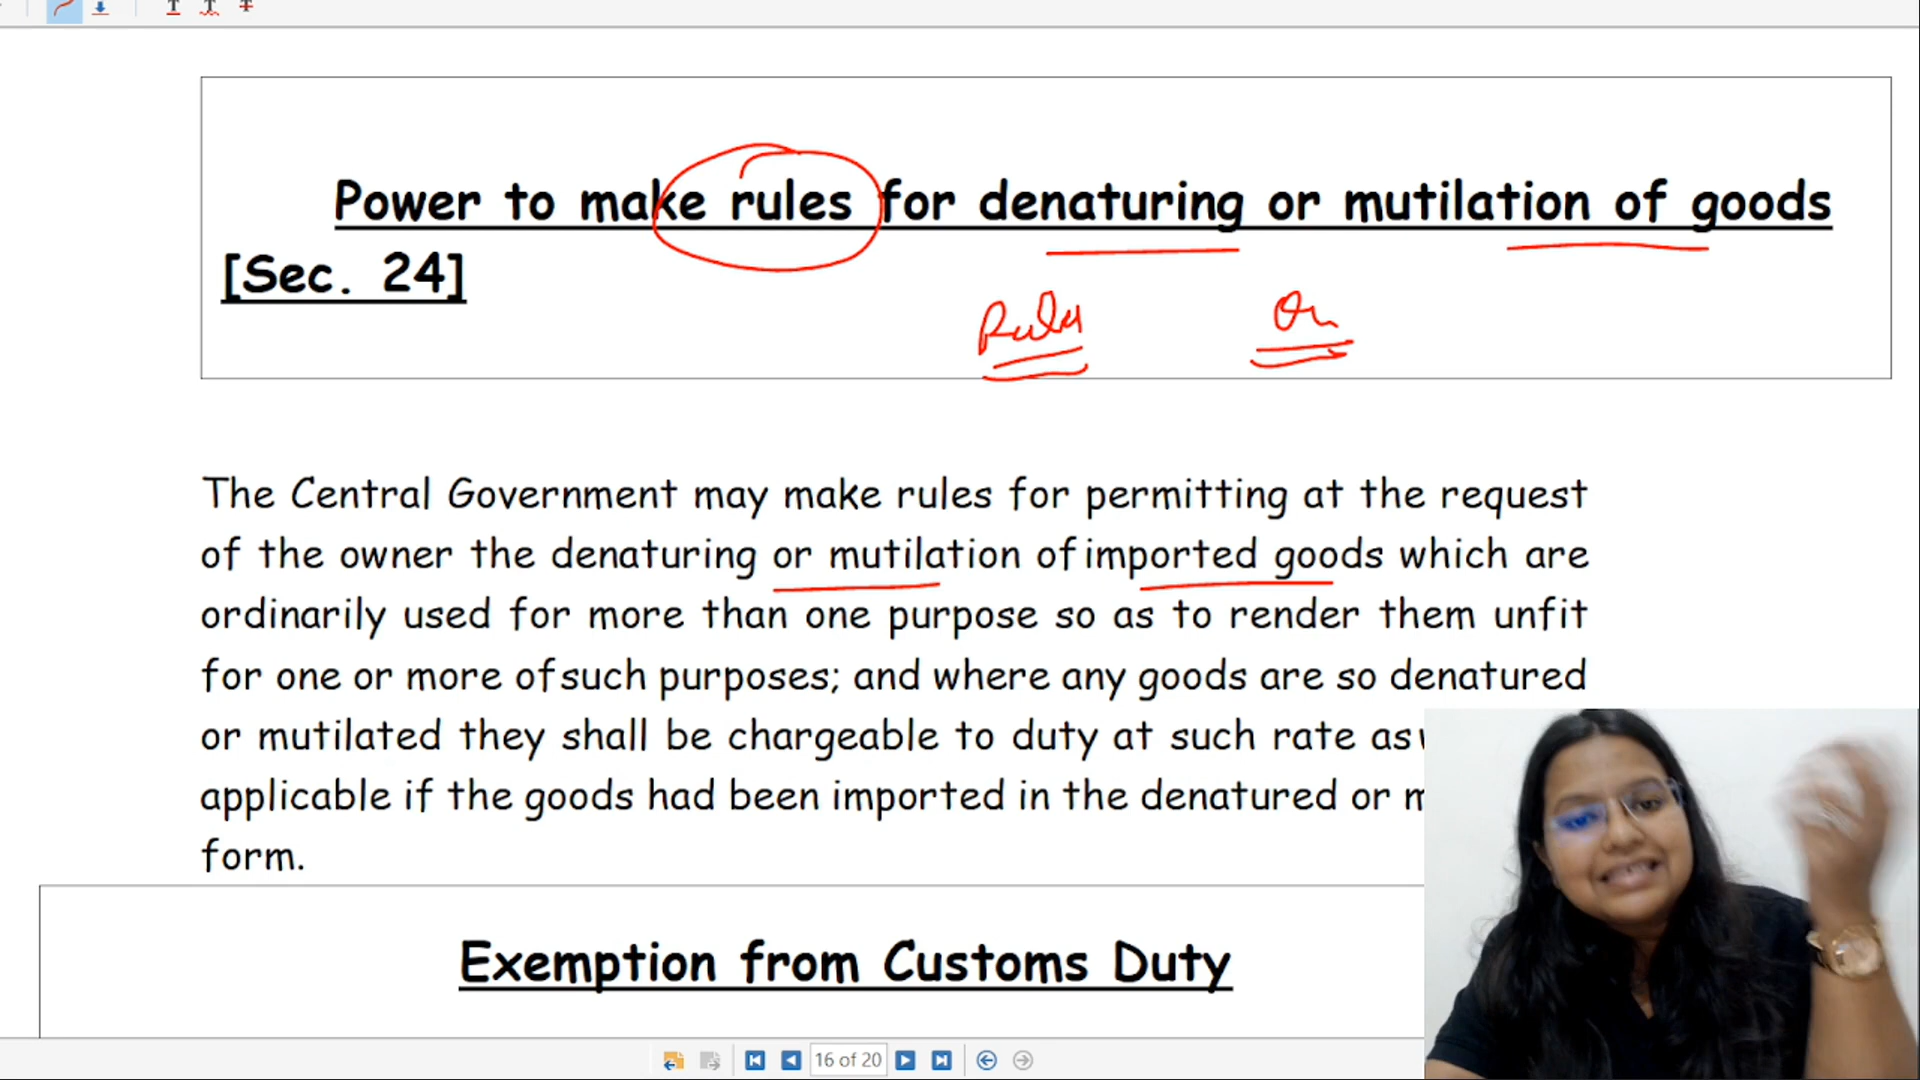 Power to make rules for denaturing or mutilation of goods
[Sec. 24]
Rules
The Central Government may make rules for permitting at the request
of the owner the denaturing or mutilation of imported goods which are
ordinarily used for more than one purpose so as to render them unfit
for one or more of such purposes; and where any goods are so denatured
or mutilated they shall be chargeable to duty at such rate as
applicable if the goods had been imported in the denatured or
form.
Exemption from Customs Duty
16 of 20